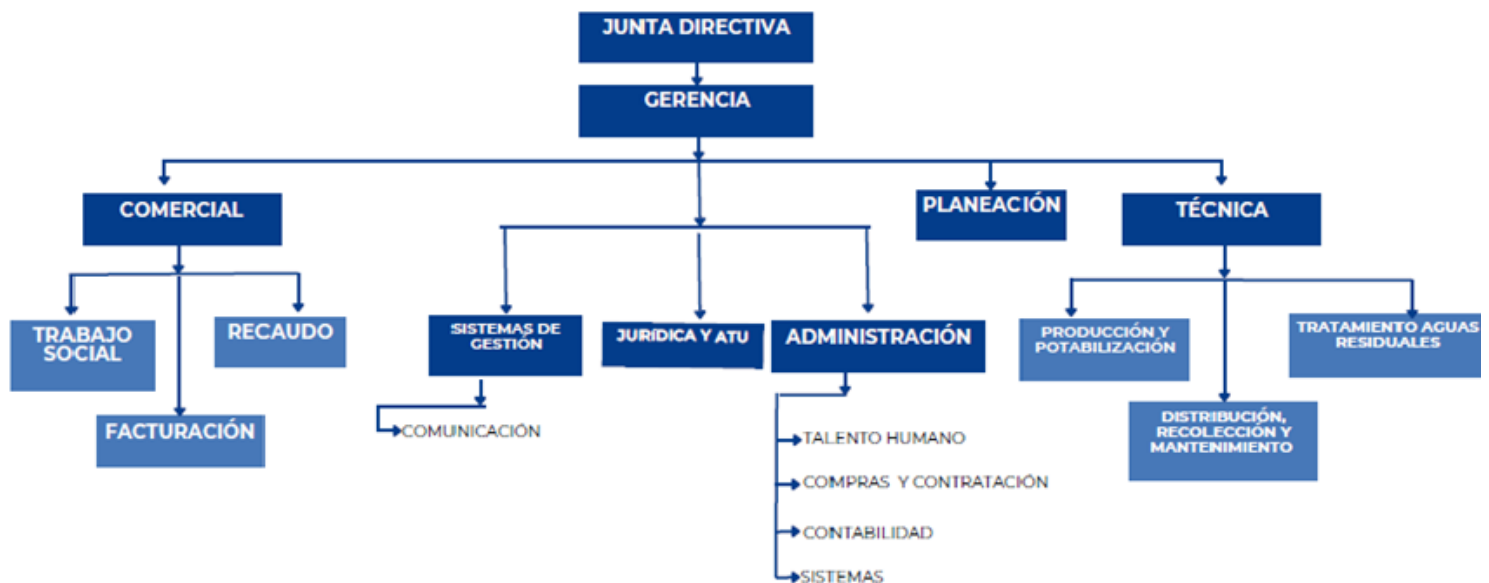 JUNTA DIRECTIVA
GERENCIA
COMERCIAL
PLANEACIÓN
TÉCNICA
TRABAJO
SOCIAL
RECAUDO
FACTURACIÓN
SISTEMAS DE
GESTIÓN
JURÍDICA Y ATU
ADMINISTRACIÓN
PRODUCCIÓN Y
POTABILIZACIÓN
TRATAMIENTO AGUAS
RESIDUALES
DISTRIBUCIÓN,
RECOLECCIÓN Y
MANTENIMIENTO
COMUNICACIÓN
TALENTO HUMANO
COMPRAS Y CONTRATACIÓN
CONTABILIDAD
SISTEMAS